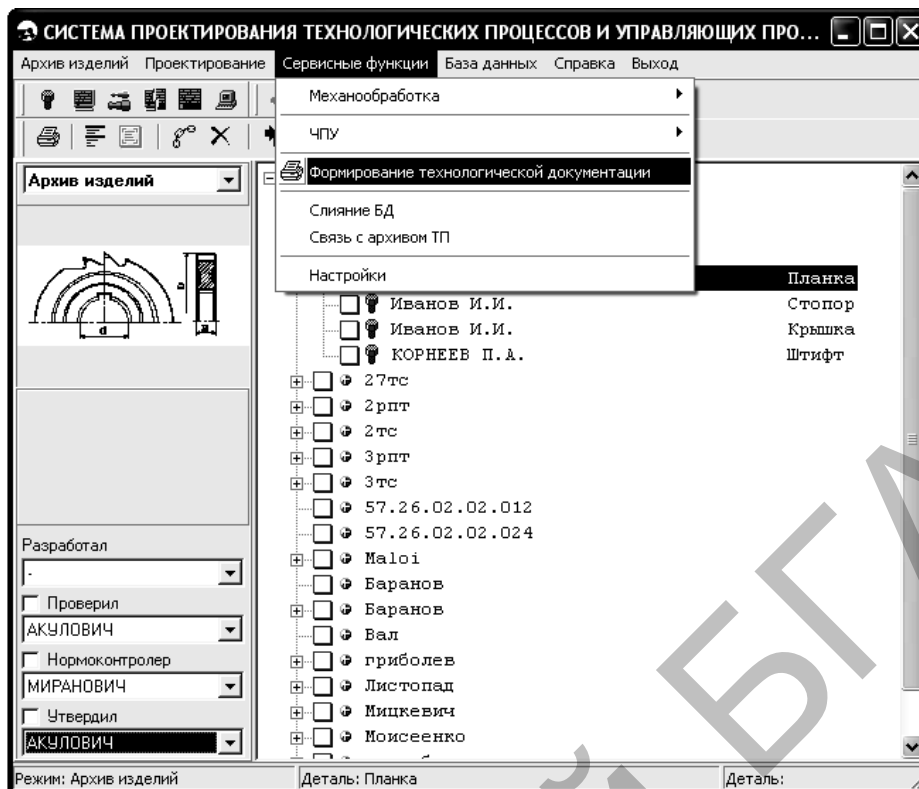 СИСТЕМА ПРОЕКТИРОВАНИЯ ТЕХНОЛОГИЧЕСКИХ ПРОЦЕССОВ И УПРАВЛЯЮЩИХ ПРО...
Архив изделий Проектирование Сервисные функции База данных Справка Выход
Механообработка
ЧПУ
Формирование технологической документации
Слияние БД
Связь с архивом ТП
Настройки
Архив изделий
D
d
B
Планка
Иванов И.И. Стопор
Иванов И.И. Крышка
КОРНЕЕВ П.А. Штифт
27тс
2рпт
2тс
3рпт
3тс
57.26.02.02.012
57.26.02.02.024
Maloi
Баранов
Баранов
Вал
гриболев
Листопад
Мицкевич
Моисеенко
Разработал
-
Проверил
АКУЛОВИЧ
Нормоконтролер
МИРАНОВИЧ
Утвердил
АКУЛОВИЧ
Режим: Архив изделий Деталь: Планка Деталь: